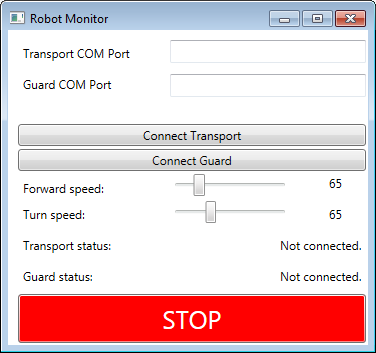 Robot Monitor
Transport COM Port
Guard COM Port
Connect Transport
Connect Guard
Forward speed: 65
Turn speed: 65
Transport status: Not connected.
Guard status: Not connected.
STOP